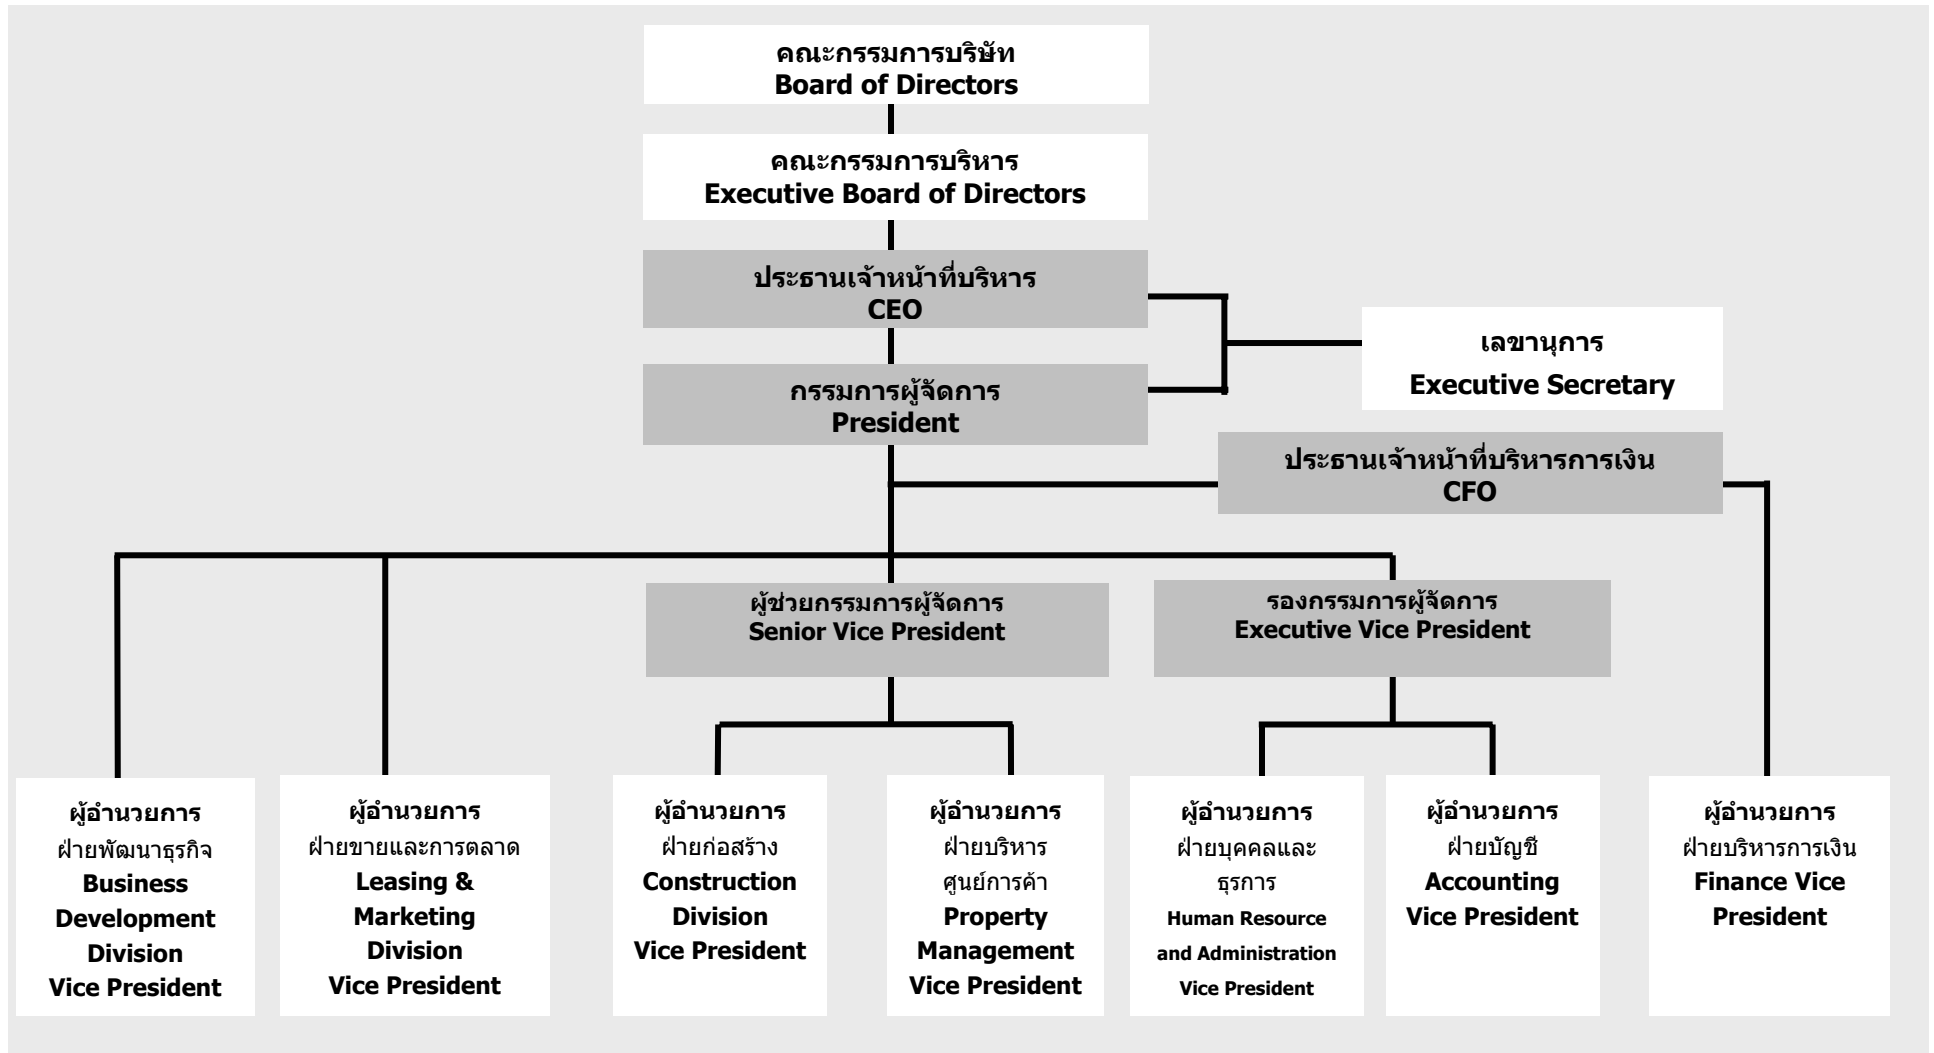 คณะกรรมการบริษัท
Board of Directors
คณะกรรมการบริหาร
Executive Board of Directors
ประธานเจ้าหน้าที่บริหาร
CEO
เลขานุการ
Executive Secretary
กรรมการผู้จัดการ
President
ประธานเจ้าหน้าที่บริหารการเงิน
CFO
ผู้ช่วยกรรมการผู้จัดการ
Senior Vice President
รองกรรมการผู้จัดการ
Executive Vice President
ผู้อำนวยการ
ฝ่ายพัฒนาธุรกิจ
Business
Development
Division
Vice President
ผู้อำนวยการ
ฝ่ายขายและการตลาด
Leasing &
Marketing
Division
Vice President
ผู้อำนวยการ
ฝ่ายก่อสร้าง
Construction
Division
Vice President
ผู้อำนวยการ
ฝ่ายบริหาร
ศูนย์การค้า
Property
Management
Vice President
ผู้อำนวยการ
ฝ่ายบุคคลและ
ธุรการ
Human Resource
and Administration
Vice President
ผู้อำนวยการ
ฝ่ายบัญชี
Accounting
Vice President
ผู้อำนวยการ
ฝ่ายบริหารการเงิน
Finance Vice
President